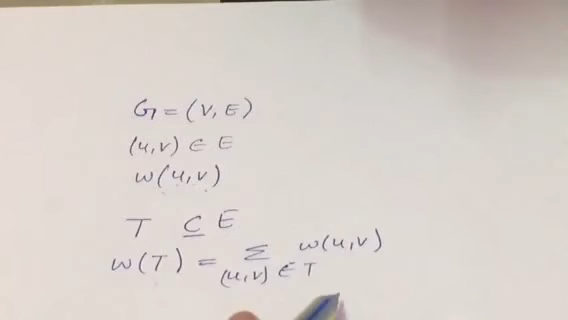 G = (V, E)
(u,v) ∈ E
w(u,v)
T ⊆ E
w(T) = Σ w(u,v)
(u,v) ∈ T